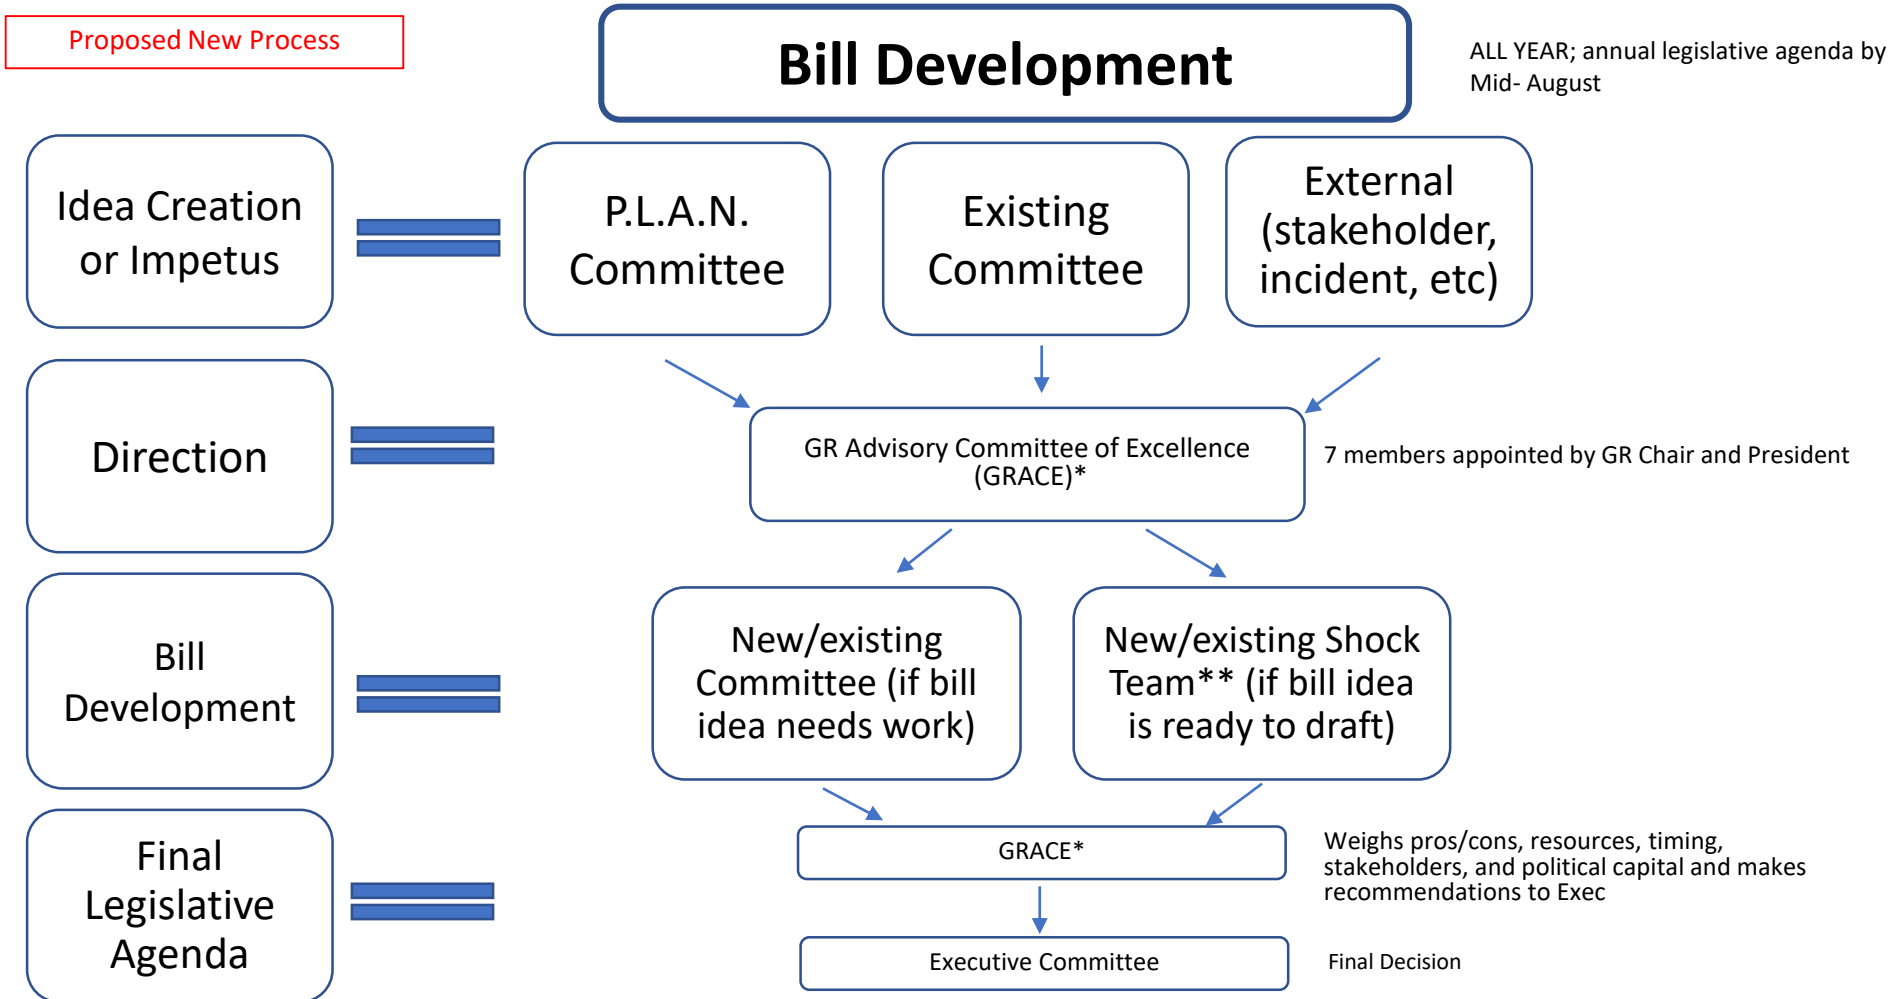 Proposed New Process
Bill Development
ALL YEAR; annual legislative agenda by
Mid- August
Idea Creation
or Impetus
P.L.A.N.
Committee
Existing
Committee
External
(stakeholder,
incident, etc)
Direction
GR Advisory Committee of Excellence
(GRACE)*
7 members appointed by GR Chair and President
Bill
Development
New/existing
Committee (if bill
idea needs work)
New/existing Shock
Team** (if bill idea
is ready to draft)
Final
Legislative
Agenda
GRACE*
Weighs pros/cons, resources, timing,
stakeholders, and political capital and makes
recommendations to Exec
Executive Committee
Final Decision